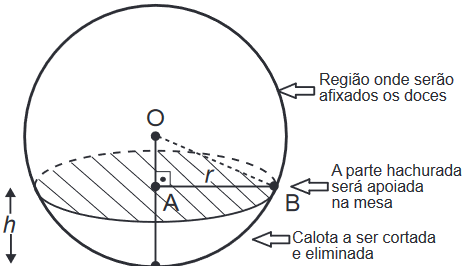 Região onde serão
afixados os doces
O
r
A
B
A parte hachurada
será apoiada
na mesa
h
Calota a ser cortada
e eliminada